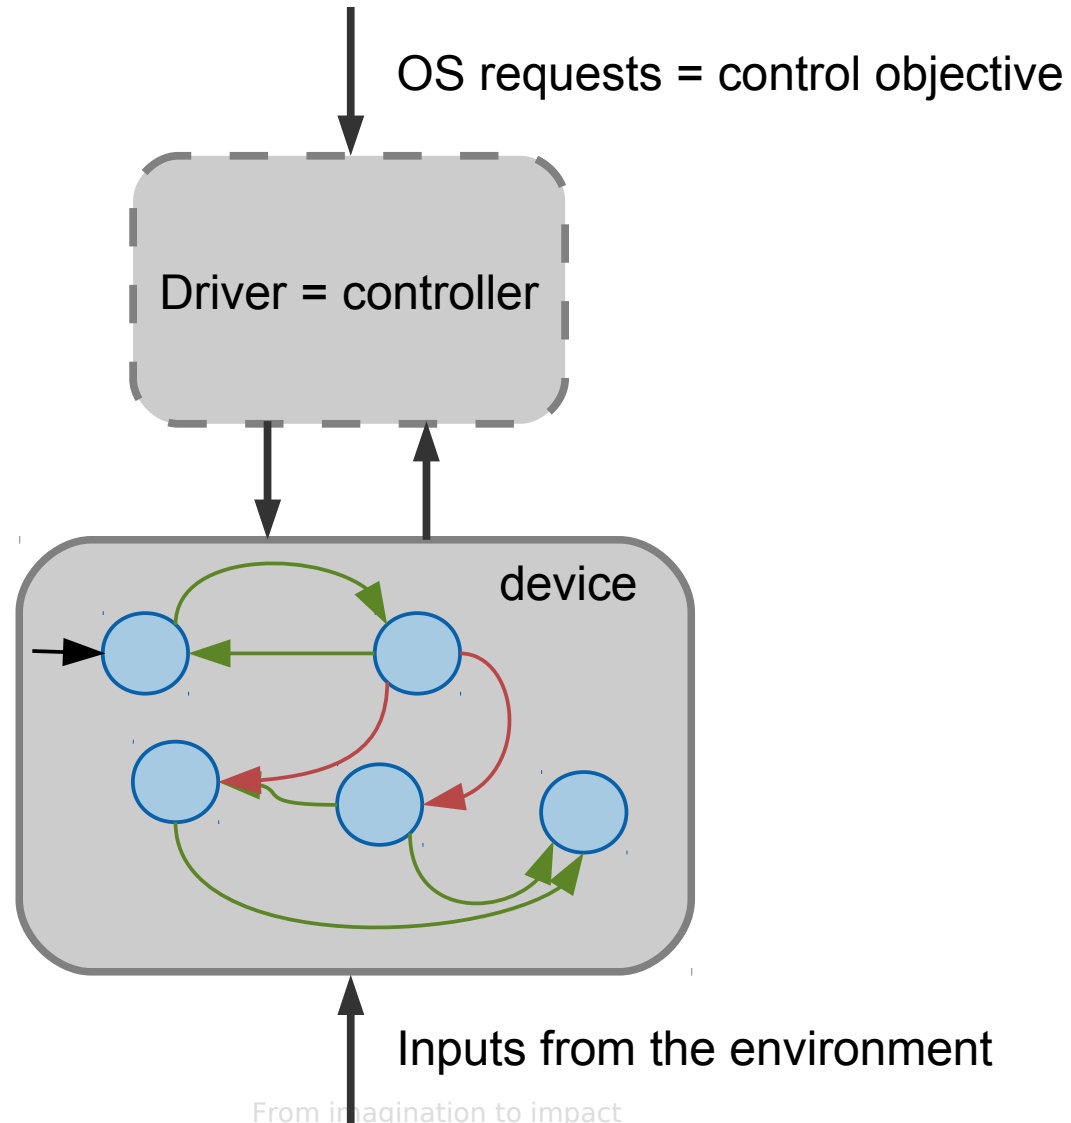 OS requests = control objective
Driver = controller
device
Inputs from the environment
From imagination to impact